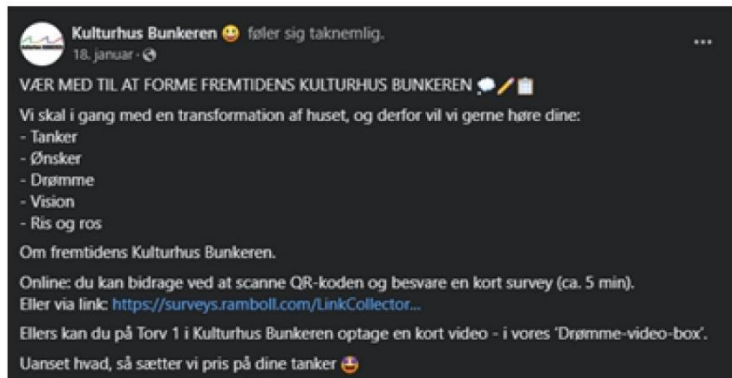 Kulturhus Bunkeren 😀 føler sig taknemlig.
18. januar ·
VÆR MED TIL AT FORME FREMTIDENS KULTURHUS BUNKEREN 💭✏️📋
Vi skal i gang med en transformation af huset, og derfor vil vi gerne høre dine:
- Tanker
- Ønsker
- Drømme
- Vision
- Ris og ros
Om fremtidens Kulturhus Bunkeren.
Online: du kan bidrage ved at scanne QR-koden og besvare en kort survey (ca. 5 min).
Eller via link: https://surveys.ramboll.com/LinkCollector...
Ellers kan du på Torv 1 i Kulturhus Bunkeren optage en kort video - i vores 'Drømme-video-box'.
Uanset hvad, så sætter vi pris på dine tanker 🤩